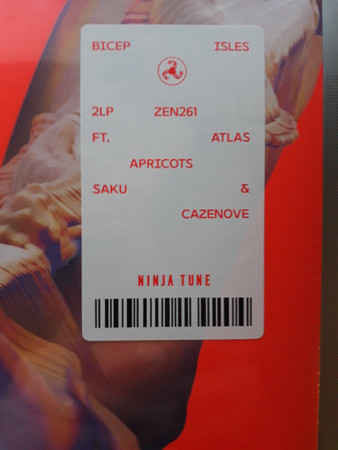 BICEP ISLES
2LP ZEN261
FT. ATLAS
APRICOTS
SAKU &
CAZENOVE
NINJA TUNE